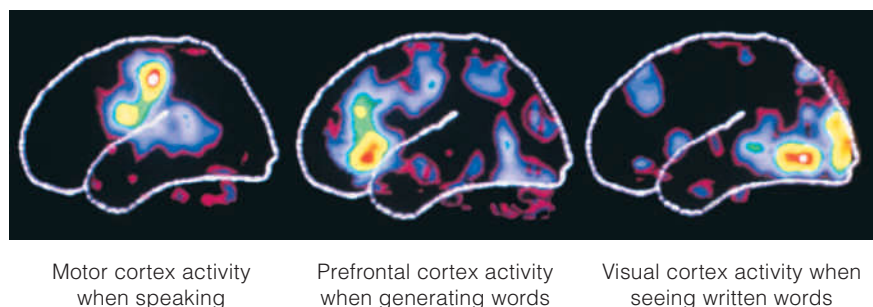 Motor cortex activity
when speaking
Prefrontal cortex activity
when generating words
Visual cortex activity when
seeing written words